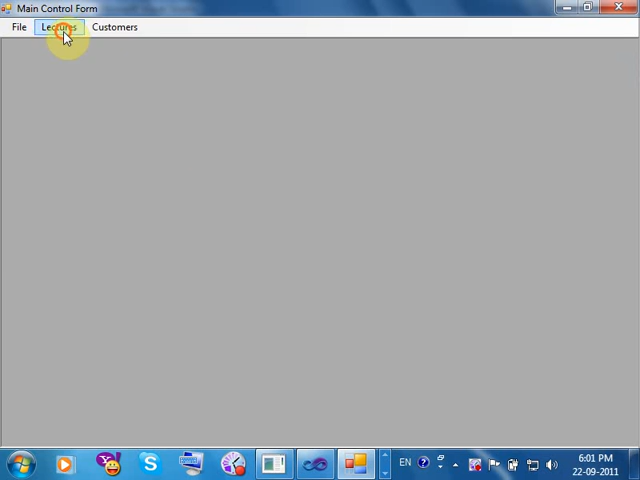 Main Control Form
File Lectures Customers
EN
6:01 PM
22-09-2011